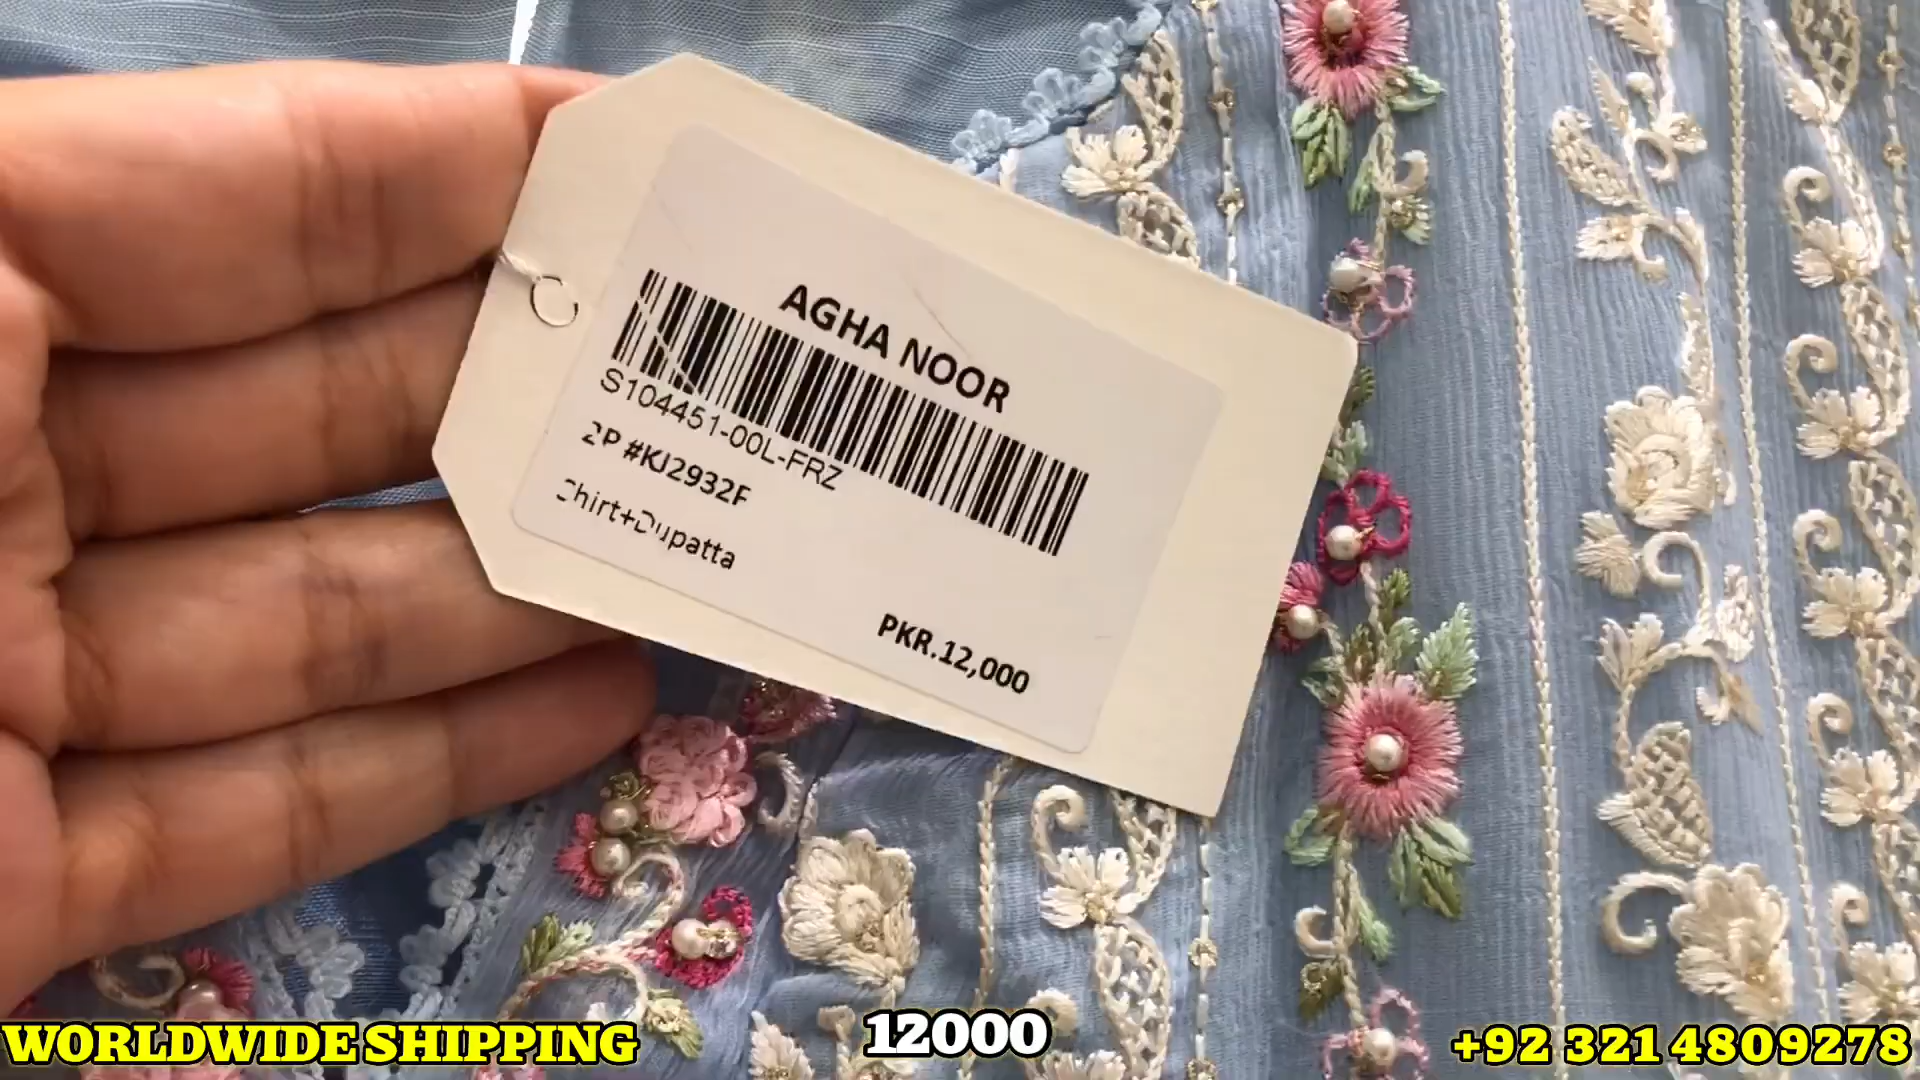 AGHA NOOR
S104451-00L-FRZ
2P #KJ2932F
Shirt+Dupatta
PKR.12,000
WORLDWIDE SHIPPING
12000
+92 321 4809278